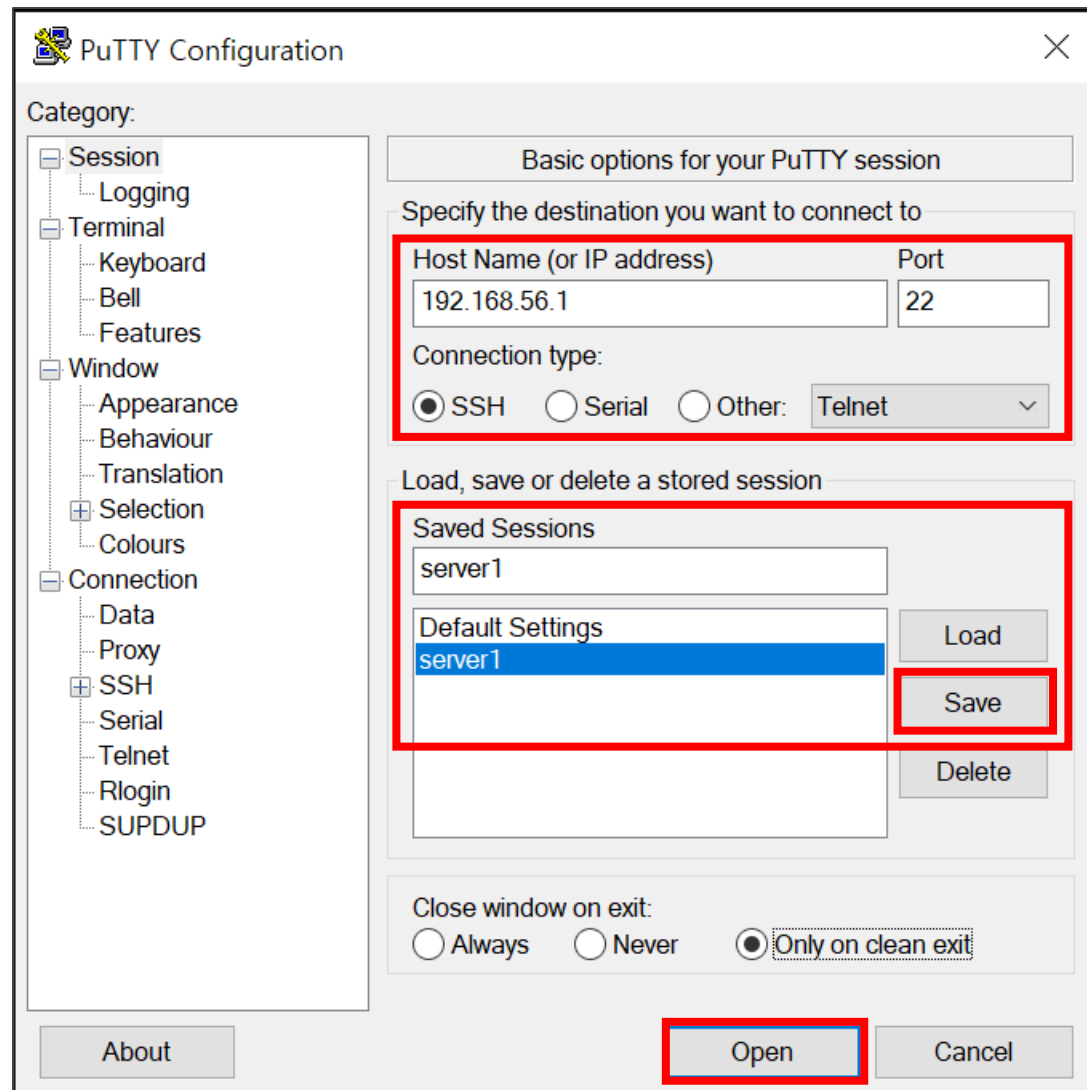 PuTTY Configuration
Category:
Session
Logging
Terminal
Keyboard
Bell
Features
Window
Appearance
Behaviour
Translation
Selection
Colours
Connection
Data
Proxy
SSH
Serial
Telnet
Rlogin
SUPDUP
Basic options for your PuTTY session
Specify the destination you want to connect to
Host Name (or IP address) Port
192.168.56.1 22
Connection type:
SSH Serial Other: Telnet
Load, save or delete a stored session
Saved Sessions
server1
Default Settings
server1
Load
Save
Delete
Close window on exit:
Always Never Only on clean exit
About Open Cancel